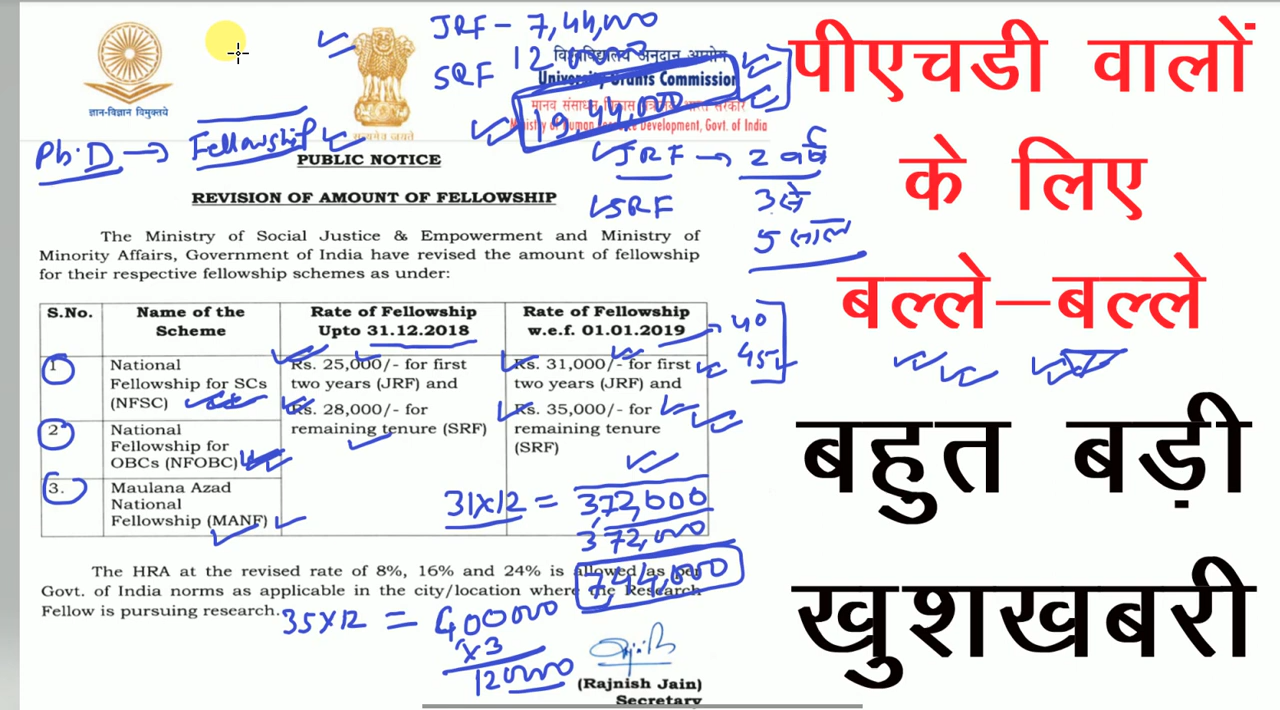 ज्ञान-विज्ञान विमुक्तये
सत्यमेव जयते
JRF - 7,44,000
SRF 12,00000
विश्वविद्यालय अनुदान आयोग
University Grants Commission
मानव संसाधन विकास मंत्रालय, भारत सरकार
Ministry of Human Resource Development, Govt. of India
19,44,000
Ph.D → Fellowship
JRF → 2 वर्ष
SRF 3 से
5 साल
PUBLIC NOTICE
REVISION OF AMOUNT OF FELLOWSHIP
The Ministry of Social Justice & Empowerment and Ministry of
Minority Affairs, Government of India have revised the amount of fellowship
for their respective fellowship schemes as under:
S.No. Name of the Scheme Rate of Fellowship Upto 31.12.2018 Rate of Fellowship w.e.f. 01.01.2019
40
45
1 National Fellowship for SCs (NFSC)
Rs. 25,000/- for first
two years (JRF) and
Rs. 28,000/- for
remaining tenure (SRF)
Rs. 31,000/- for first
two years (JRF) and
Rs. 35,000/- for
remaining tenure
(SRF)
2 National Fellowship for OBCs (NFOBC)
3. Maulana Azad National Fellowship (MANF)
31x12 = 3,72,000
3,72,000
7,44,000
The HRA at the revised rate of 8%, 16% and 24% is allowed as per
Govt. of India norms as applicable in the city/location where the Research
Fellow is pursuing research.
35x12 = 400000
x3
120000
(Rajnish Jain)
Secretary
पीएचडी वालों
के लिए
बल्ले-बल्ले
बहुत बड़ी
खुशखबरी